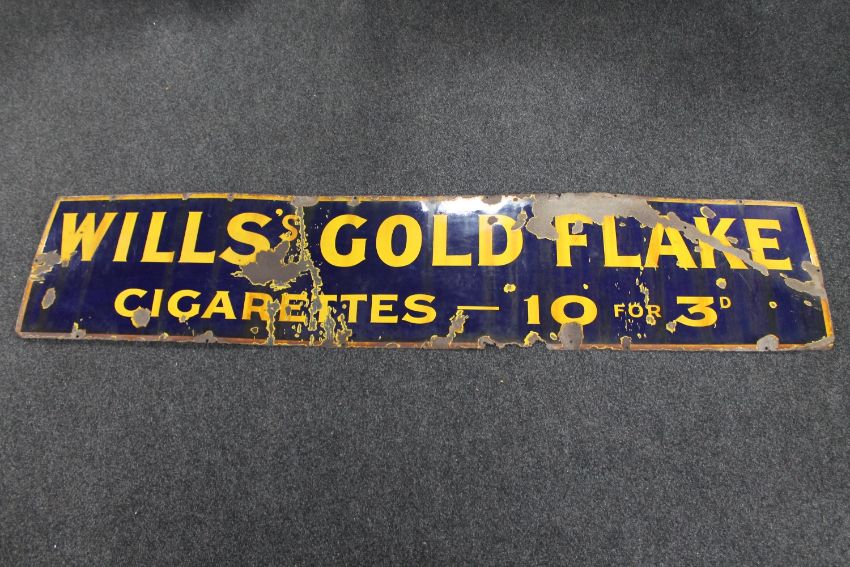 WILLS'S GOLD FLAKE
CIGARETTES — 10 FOR 3D